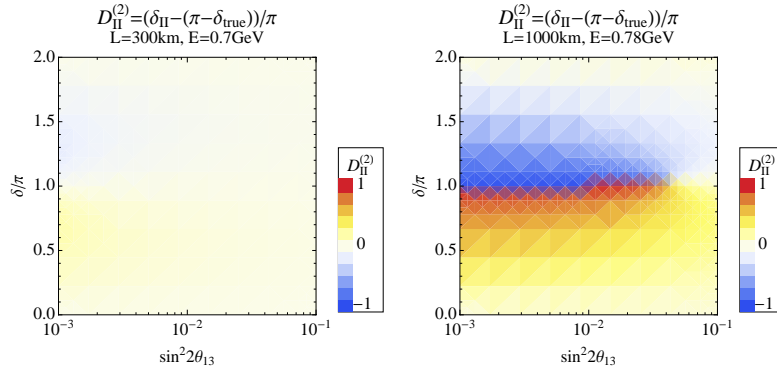 D_II^(2)=(δ_II−(π−δ_true))/π
L=300km, E=0.7GeV
2.0
1.5
1.0
0.5
0.0
δ/π
10^−3
10^−2
10^−1
sin^2 2θ_13
D_II^(2)
1
0
−1
D_II^(2)=(δ_II−(π−δ_true))/π
L=1000km, E=0.78GeV
2.0
1.5
1.0
0.5
0.0
δ/π
10^−3
10^−2
10^−1
sin^2 2θ_13
D_II^(2)
1
0
−1